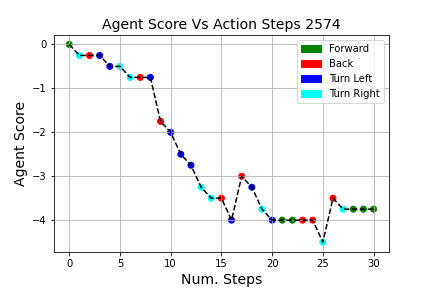 Agent Score Vs Action Steps 2574
Forward
Back
Turn Left
Turn Right
0
−1
−2
−3
−4
Agent Score
0 5 10 15 20 25 30
Num. Steps